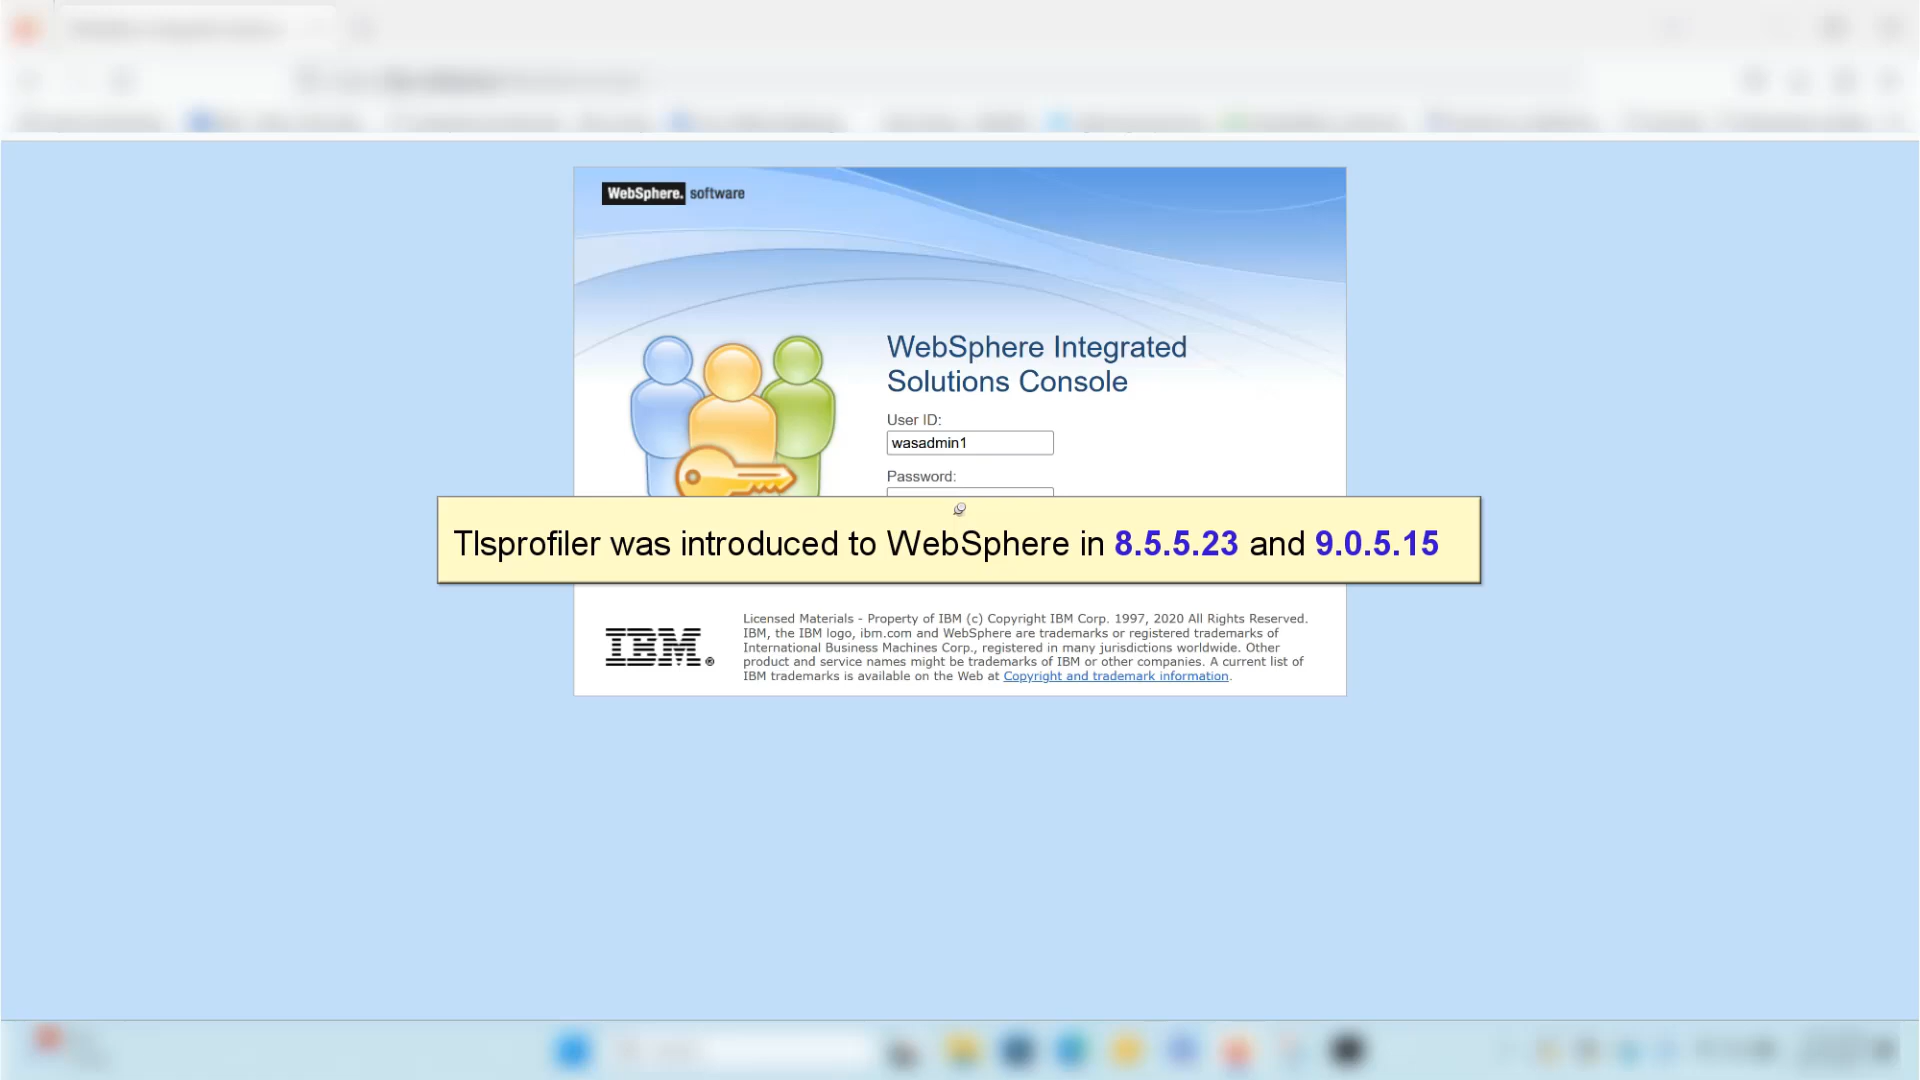 WebSphere. software
WebSphere Integrated
Solutions Console
User ID:
wasadmin1
Password:
Tlsprofiler was introduced to WebSphere in 8.5.5.23 and 9.0.5.15
IBM®
Licensed Materials - Property of IBM (c) Copyright IBM Corp. 1997, 2020 All Rights Reserved.
IBM, the IBM logo, ibm.com and WebSphere are trademarks or registered trademarks of
International Business Machines Corp., registered in many jurisdictions worldwide. Other
product and service names might be trademarks of IBM or other companies. A current list of
IBM trademarks is available on the Web at Copyright and trademark information.